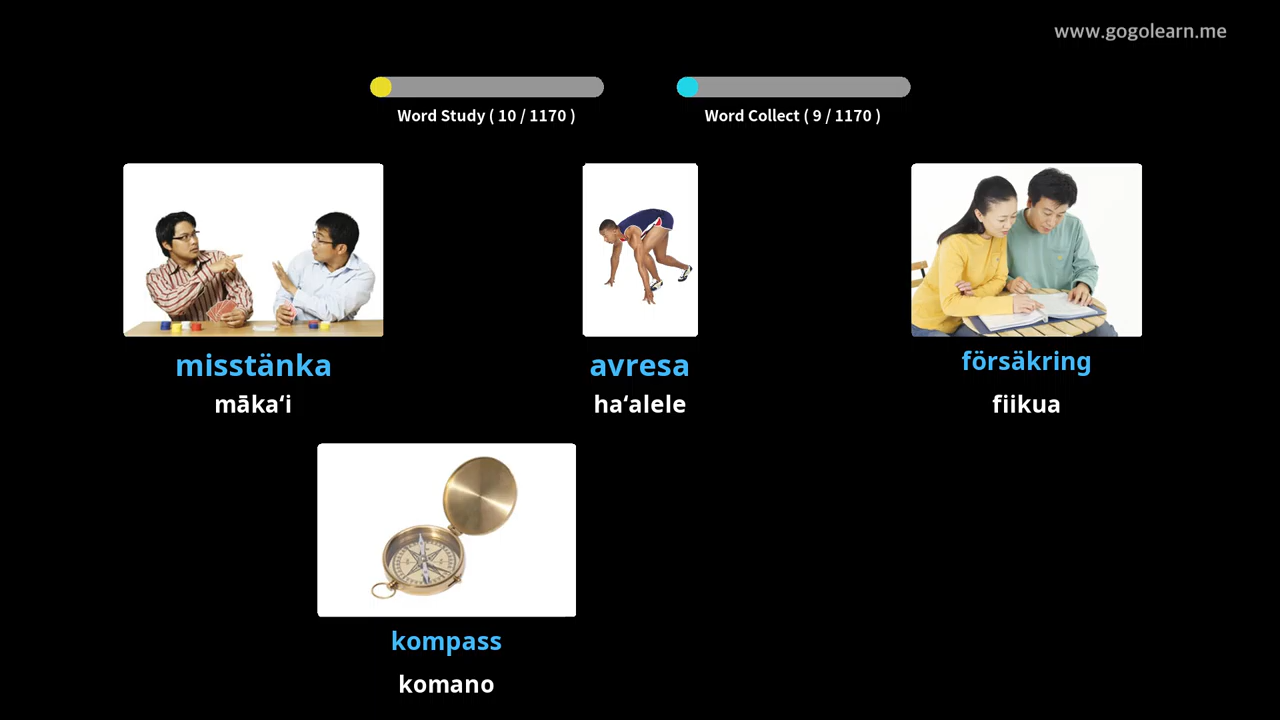 www.gogolearn.me
Word Study ( 10 / 1170 )
Word Collect ( 9 / 1170 )
misstänka
mākaʻi
avresa
haʻalele
försäkring
fiikua
kompass
komano